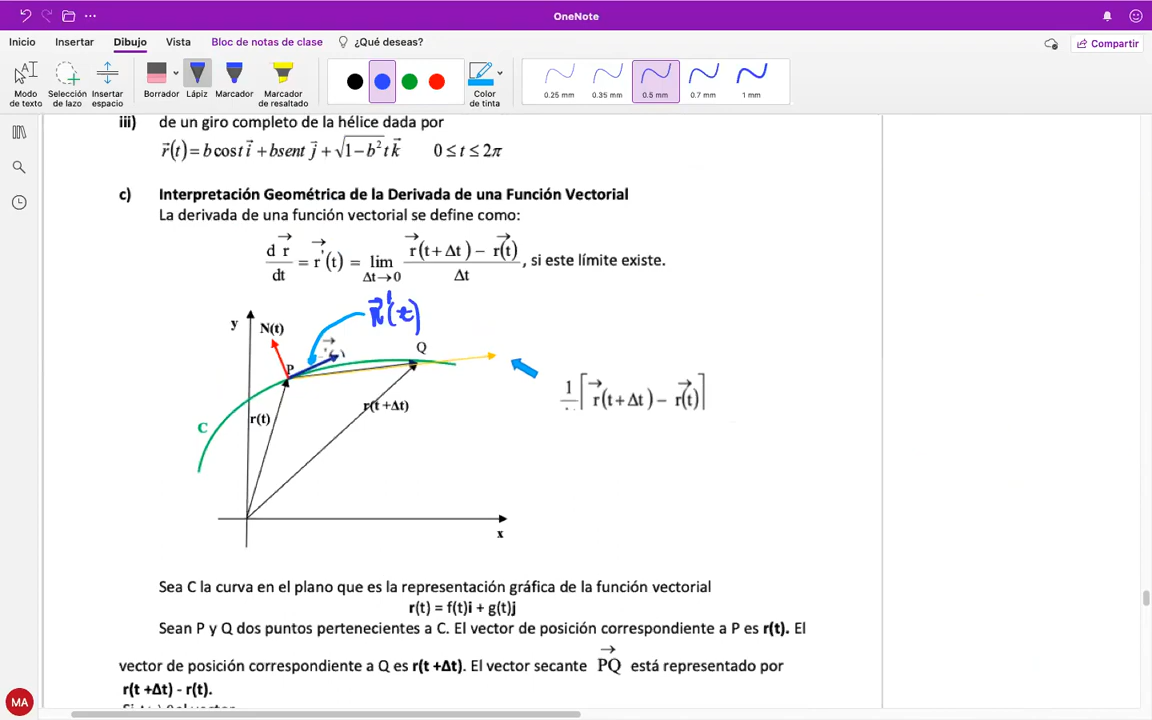 OneNote
Inicio Insertar Dibujo Vista Bloc de notas de clase ¿Qué deseas? Compartir
Modo de texto Selección de lazo Insertar espacio Borrador Lápiz Marcador Marcador de resaltado Color de tinta 0.25 mm 0.35 mm 0.5 mm 0.7 mm 1 mm
iii) de un giro completo de la hélice dada por
r⃗(t) = b cos t i⃗ + b sent j⃗ + √1−b² t k⃗ 0 ≤ t ≤ 2π
c) Interpretación Geométrica de la Derivada de una Función Vectorial
La derivada de una función vectorial se define como:
d r⃗/dt = r⃗'(t) = lim Δt→0 (r⃗(t+Δt) − r⃗(t))/Δt, si este límite existe.
r⃗'(t)
y N(t)
Q
P
r(t+Δt)
[r⃗(t+Δt) − r⃗(t)]
r(t)
C
x
Sea C la curva en el plano que es la representación gráfica de la función vectorial
r(t) = f(t)i + g(t)j
Sean P y Q dos puntos pertenecientes a C. El vector de posición correspondiente a P es r(t). El
vector de posición correspondiente a Q es r(t +Δt). El vector secante PQ⃗ está representado por
r(t +Δt) - r(t).
MA